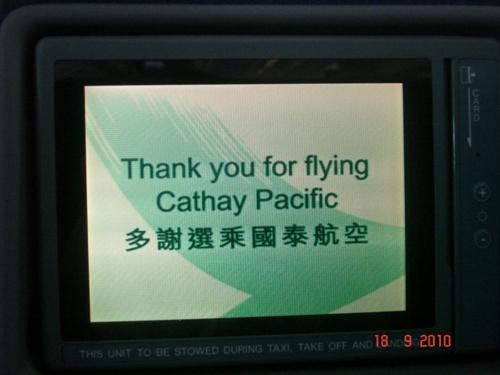 Thank you for flying
Cathay Pacific
多謝選乘國泰航空
CARD
THIS UNIT TO BE STOWED DURING TAXI, TAKE OFF AND
18 9 2010